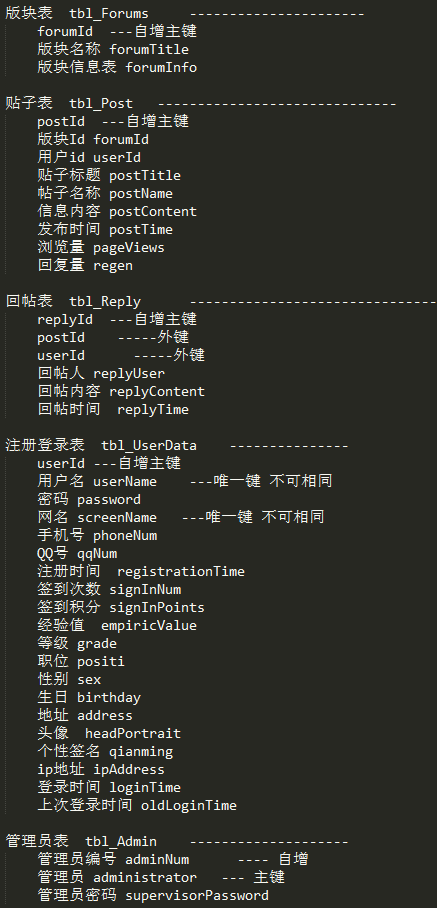 版块表  tbl_Forums     ----------------------
    forumId  ---自增主键
    版块名称 forumTitle
    版块信息表 forumInfo
贴子表  tbl_Post   ------------------------------
    postId  ---自增主键
    版块Id forumId
    用户id userId
    贴子标题 postTitle
    帖子名称 postName
    信息内容 postContent
    发布时间 postTime
    浏览量 pageViews
    回复量 regen
回帖表  tbl_Reply      -------------------------------
    replyId  ---自增主键
    postId    -----外键
    userId      -----外键
    回帖人 replyUser
    回帖内容 replyContent
    回帖时间  replyTime
注册登录表  tbl_UserData    ---------------
    userId ---自增主键
    用户名 userName    ---唯一键 不可相同
    密码 password
    网名 screenName   ---唯一键 不可相同
    手机号 phoneNum
    QQ号 qqNum
    注册时间  registrationTime
    签到次数 signInNum
    签到积分 signInPoints
    经验值  empiricValue
    等级 grade
    职位 positi
    性别 sex
    生日 birthday
    地址 address
    头像  headPortrait
    个性签名 qianming
    ip地址 ipAddress
    登录时间 loginTime
    上次登录时间 oldLoginTime
管理员表  tbl_Admin    --------------------
    管理员编号 adminNum      ---- 自增
    管理员 administrator   --- 主键
    管理员密码 supervisorPassword